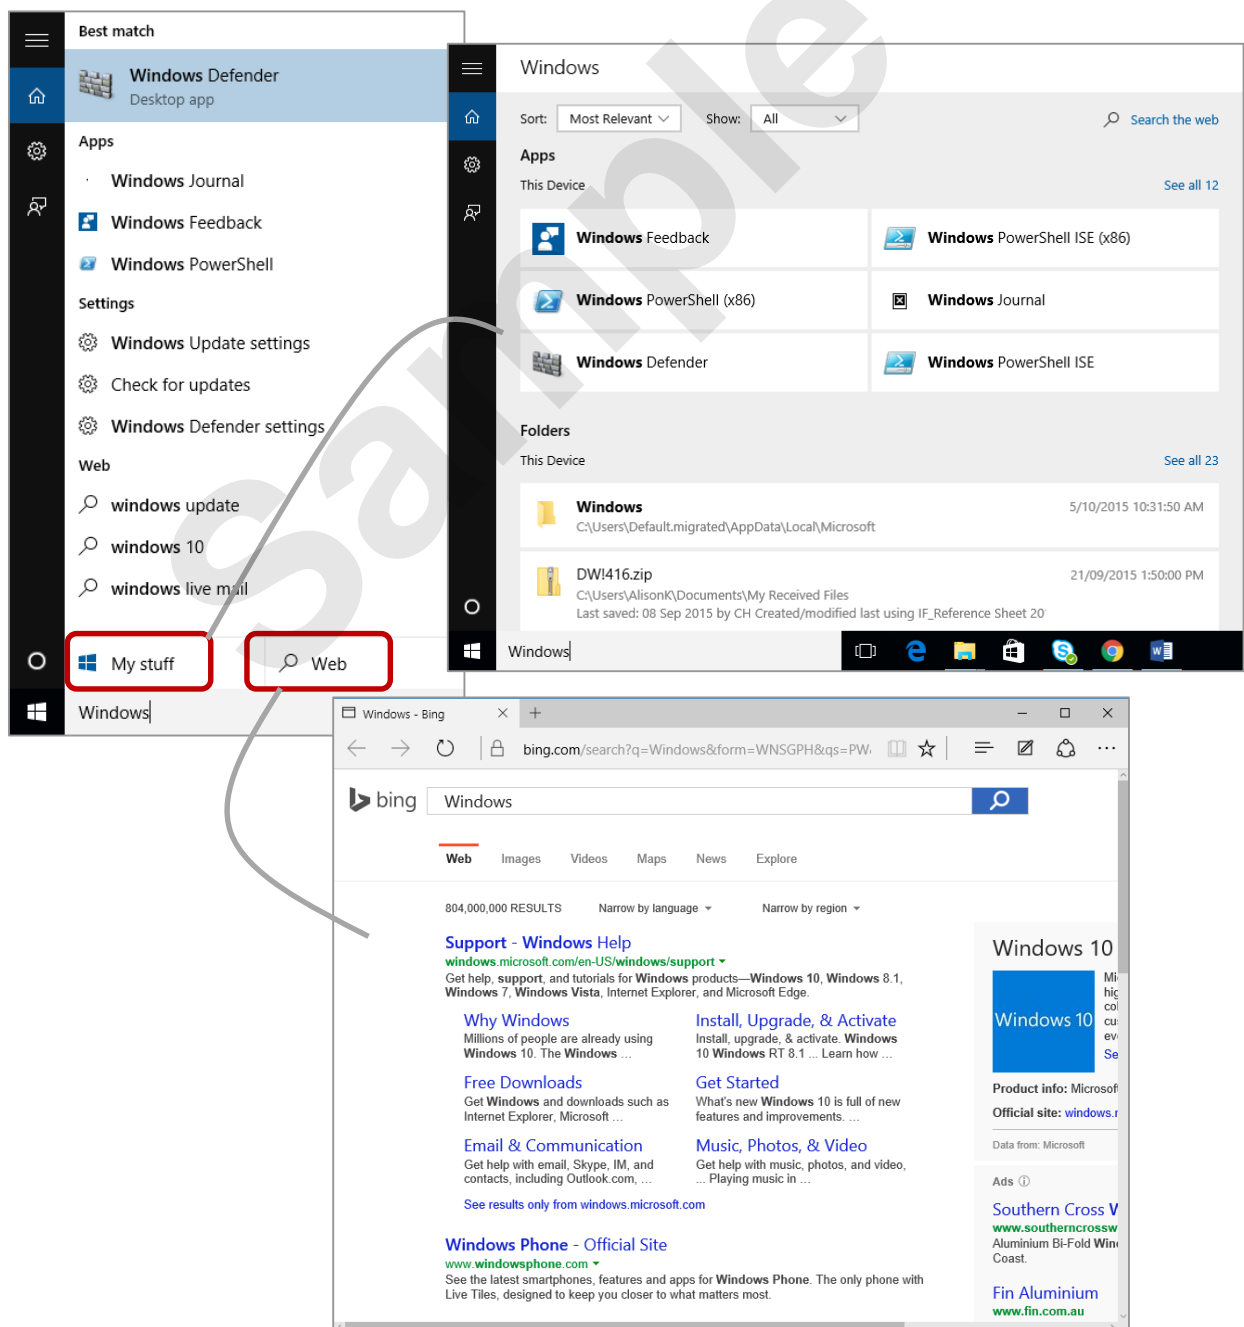 Best match
Windows Defender
Desktop app
Apps
Windows Journal
Windows Feedback
Windows PowerShell
Settings
Windows Update settings
Check for updates
Windows Defender settings
Web
windows update
windows 10
windows live mail
My stuff
Web
Windows
Windows
Sort: Most Relevant Show: All Search the web
Apps
This Device See all 12
Windows Feedback Windows PowerShell ISE (x86)
Windows PowerShell (x86) Windows Journal
Windows Defender Windows PowerShell ISE
Folders
This Device See all 23
Windows 5/10/2015 10:31:50 AM
C:\Users\Default.migrated\AppData\Local\Microsoft
DW!416.zip 21/09/2015 1:50:00 PM
C:\Users\AlisonK\Documents\My Received Files
Last saved: 08 Sep 2015 by CH Created/modified last using IF_Reference Sheet 20
Windows
Sample
Windows - Bing
bing.com/search?q=Windows&form=WNSGPH&qs=PW
bing Windows
Web Images Videos Maps News Explore
804,000,000 RESULTS Narrow by language Narrow by region
Support - Windows Help
windows.microsoft.com/en-US/windows/support
Get help, support, and tutorials for Windows products—Windows 10, Windows 8.1,
Windows 7, Windows Vista, Internet Explorer, and Microsoft Edge.
Why Windows
Millions of people are already using
Windows 10. The Windows ...
Install, Upgrade, & Activate
Install, upgrade, & activate. Windows
10 Windows RT 8.1 ... Learn how ...
Free Downloads
Get Windows and downloads such as
Internet Explorer, Microsoft ...
Get Started
What's new Windows 10 is full of new
features and improvements. ...
Email & Communication
Get help with email, Skype, IM, and
contacts, including Outlook.com, ...
Music, Photos, & Video
Get help with music, photos, and video,
... Playing music in ...
See results only from windows.microsoft.com
Windows Phone - Official Site
www.windowsphone.com
See the latest smartphones, features and apps for Windows Phone. The only phone with
Live Tiles, designed to keep you closer to what matters most.
Windows 10
Windows 10
Mi
hig
col
cus
eve
Se
Product info: Microsoft
Official site: windows.r
Data from: Microsoft
Ads
Southern Cross W
www.southerncrossw
Aluminium Bi-Fold Wind
Coast.
Fin Aluminium
www.fin.com.au